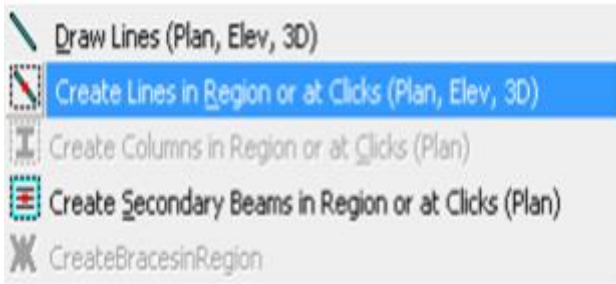 Draw Lines (Plan, Elev, 3D)
Create Lines in Region or at Clicks (Plan, Elev, 3D)
Create Columns in Region or at Clicks (Plan)
Create Secondary Beams in Region or at Clicks (Plan)
CreateBracesinRegion